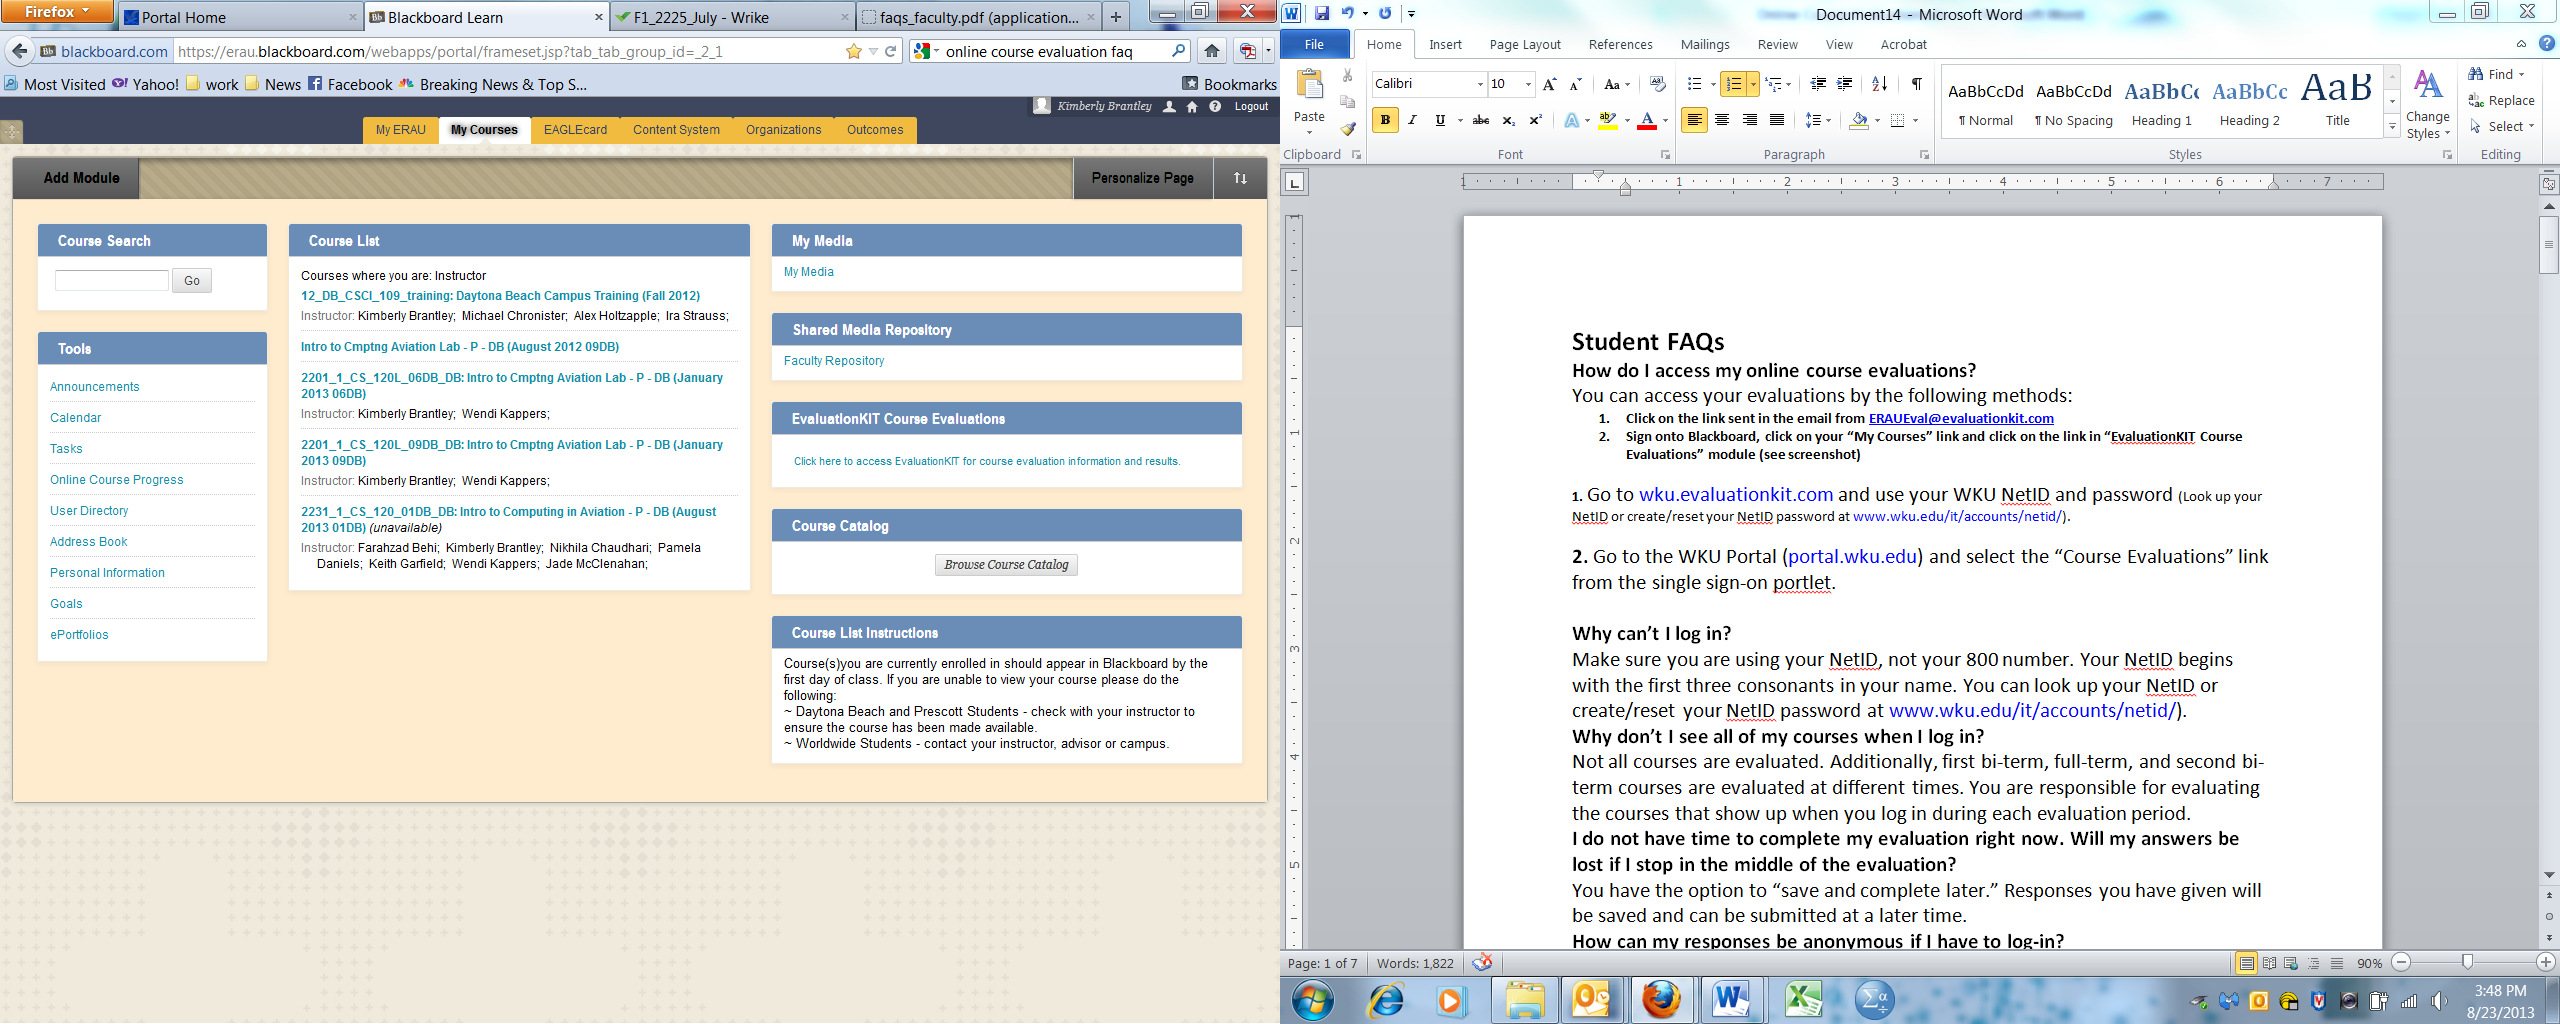 Firefox
Portal Home
Blackboard Learn
F1_2225_July - Wrike
faqs_faculty.pdf (application...
blackboard.com
https://erau.blackboard.com/webapps/portal/frameset.jsp?tab_tab_group_id=_2_1
online course evaluation faq
Most Visited
Yahoo!
work
News
Facebook
Breaking News & Top S...
Bookmarks
Kimberly Brantley
Logout
My ERAU
My Courses
EAGLEcard
Content System
Organizations
Outcomes
Add Module
Personalize Page
Course Search
Go
Tools
Announcements
Calendar
Tasks
Online Course Progress
User Directory
Address Book
Personal Information
Goals
ePortfolios
Course List
Courses where you are: Instructor
12_DB_CSCI_109_training: Daytona Beach Campus Training (Fall 2012)
Instructor: Kimberly Brantley; Michael Chronister; Alex Holtzapple; Ira Strauss;
Intro to Cmptng Aviation Lab - P - DB (August 2012 09DB)
2201_1_CS_120L_06DB_DB: Intro to Cmptng Aviation Lab - P - DB (January
2013 06DB)
Instructor: Kimberly Brantley; Wendi Kappers;
2201_1_CS_120L_09DB_DB: Intro to Cmptng Aviation Lab - P - DB (January
2013 09DB)
Instructor: Kimberly Brantley; Wendi Kappers;
2231_1_CS_120_01DB_DB: Intro to Computing in Aviation - P - DB (August
2013 01DB) (unavailable)
Instructor: Farahzad Behi; Kimberly Brantley; Nikhila Chaudhari; Pamela
Daniels; Keith Garfield; Wendi Kappers; Jade McClenahan;
My Media
My Media
Shared Media Repository
Faculty Repository
EvaluationKIT Course Evaluations
Click here to access EvaluationKIT for course evaluation information and results.
Course Catalog
Browse Course Catalog
Course List Instructions
Course(s)you are currently enrolled in should appear in Blackboard by the
first day of class. If you are unable to view your course please do the
following:
~ Daytona Beach and Prescott Students - check with your instructor to
ensure the course has been made available.
~ Worldwide Students - contact your instructor, advisor or campus.
Document14 - Microsoft Word
File
Home
Insert
Page Layout
References
Mailings
Review
View
Acrobat
Paste
Clipboard
Calibri
10
Font
Paragraph
AaBbCcDd
¶ Normal
AaBbCcDd
¶ No Spacing
AaBbCc
Heading 1
AaBbCc
Heading 2
AaB
Title
Change
Styles
Styles
Find
Replace
Select
Editing
1 1 2 3 4 5 6 7
Student FAQs
How do I access my online course evaluations?
You can access your evaluations by the following methods:
1. Click on the link sent in the email from ERAUEval@evaluationkit.com
2. Sign onto Blackboard, click on your “My Courses” link and click on the link in “EvaluationKIT Course
Evaluations” module (see screenshot)
1. Go to wku.evaluationkit.com and use your WKU NetID and password (Look up your
NetID or create/reset your NetID password at www.wku.edu/it/accounts/netid/).
2. Go to the WKU Portal (portal.wku.edu) and select the “Course Evaluations” link
from the single sign-on portlet.
Why can’t I log in?
Make sure you are using your NetID, not your 800 number. Your NetID begins
with the first three consonants in your name. You can look up your NetID or
create/reset your NetID password at www.wku.edu/it/accounts/netid/).
Why don’t I see all of my courses when I log in?
Not all courses are evaluated. Additionally, first bi-term, full-term, and second bi-
term courses are evaluated at different times. You are responsible for evaluating
the courses that show up when you log in during each evaluation period.
I do not have time to complete my evaluation right now. Will my answers be
lost if I stop in the middle of the evaluation?
You have the option to “save and complete later.” Responses you have given will
be saved and can be submitted at a later time.
How can my responses be anonymous if I have to log-in?
Page: 1 of 7
Words: 1,822
90%
3:48 PM
8/23/2013